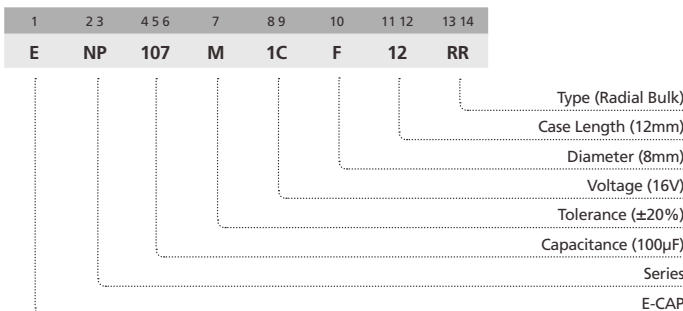 1 2 3 4 5 6 7 8 9 10 11 12 13 14
E NP 107 M 1C F 12 RR
Type (Radial Bulk)
Case Length (12mm)
Diameter (8mm)
Voltage (16V)
Tolerance (±20%)
Capacitance (100µF)
Series
E-CAP